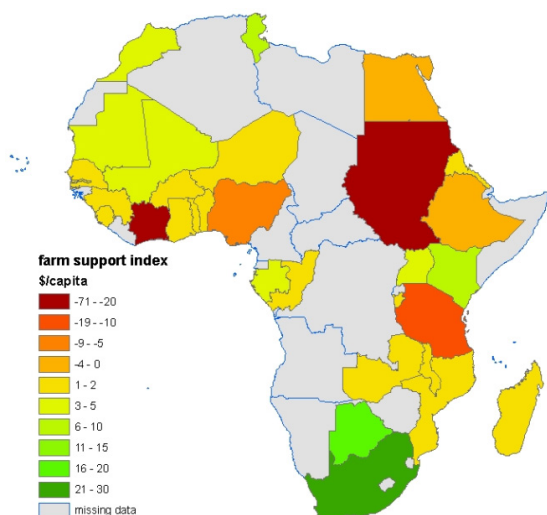 farm support index
$/capita
-71 - -20
-19 - -10
-9 - -5
-4 - 0
1 - 2
3 - 5
6 - 10
11 - 15
16 - 20
21 - 30
missing data